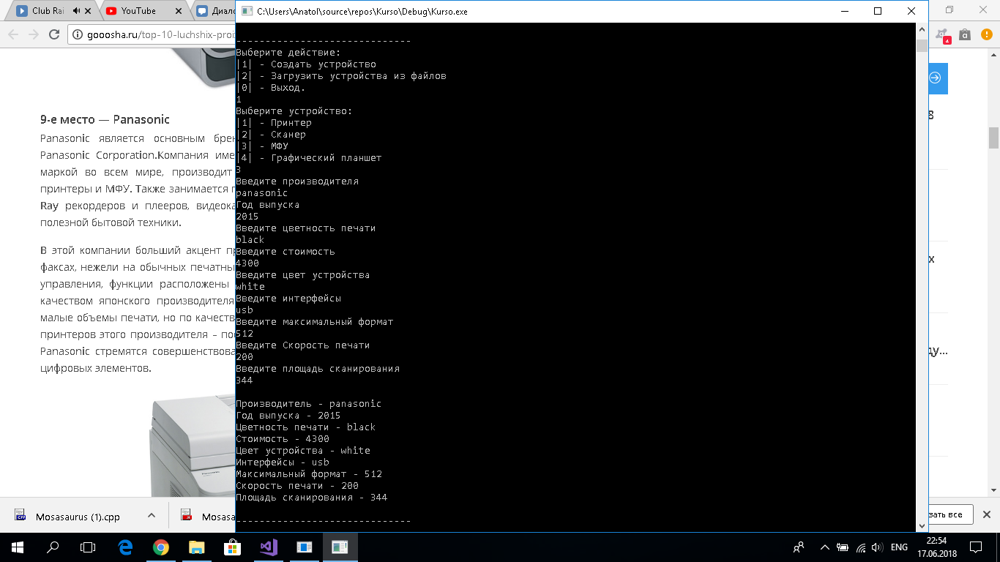 Club Rai
YouTube
Диало
C:\Users\Anatol\source\repos\Kurso\Debug\Kurso.exe
gooosha.ru/top-10-luchshix-proiz
9-е место — Panasonic
Panasonic является основным брен
Panasonic Corporation.Компания име
маркой во всем мире, производит
принтеры и МФУ. Также занимается п
Ray рекордеров и плееров, видеока
полезной бытовой техники.
В этой компании больший акцент пр
факсах, нежели на обычных печатны
управления, функции расположены
качеством японского производителя
малые объемы печати, но по качеств
принтеров этого производителя – по
Panasonic стремятся совершенствова
цифровых элементов.
------------------------------
Выберите действие:
|1| - Создать устройство
|2| - Загрузить устройства из файлов
|0| - Выход.
1
Выберите устройство:
|1| - Принтер
|2| - Сканер
|3| - МФУ
|4| - Графический планшет
3
Введите производителя
panasonic
Год выпуска
2015
Введите цветность печати
black
Введите стоимость
4300
Введите цвет устройства
white
Введите интерфейсы
usb
Введите максимальный формат
512
Введите Скорость печати
200
Введите площадь сканирования
344
Производитель - panasonic
Год выпуска - 2015
Цветность печати - black
Стоимость - 4300
Цвет устройства - white
Интерфейсы - usb
Максимальный формат - 512
Скорость печати - 200
Площадь сканирования - 344
------------------------------
8
х
ду...
Mosasaurus (1).cpp
Mosasa
зать все
ENG
22:54
17.06.2018